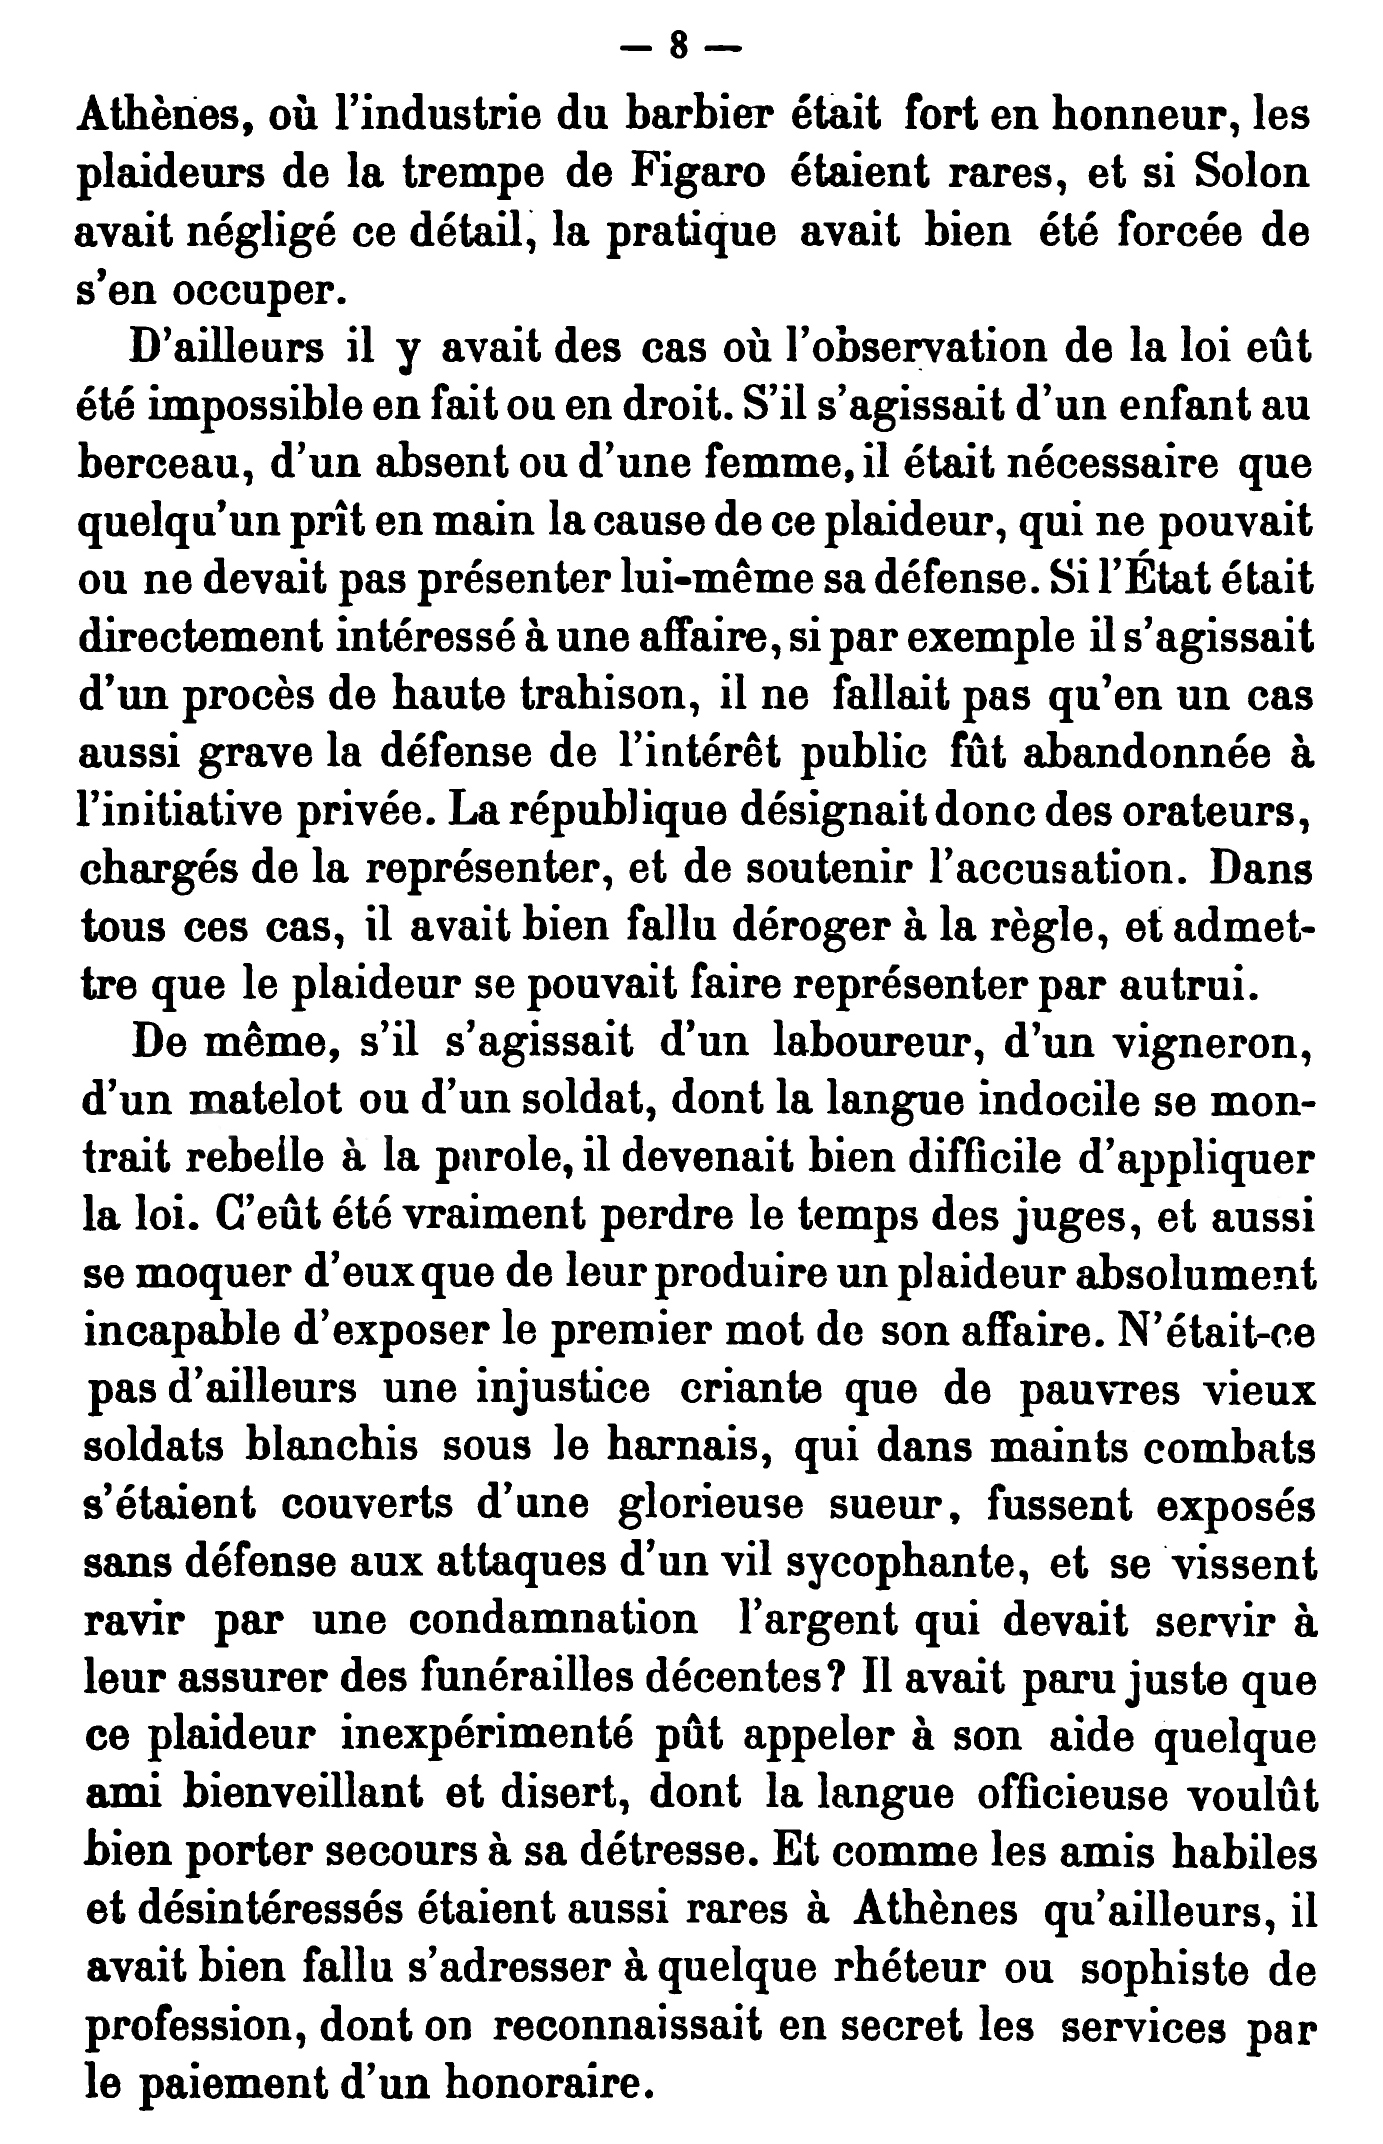 — 8 —
Athènes, où l'industrie du barbier était fort en honneur, les
plaideurs de la trempe de Figaro étaient rares, et si Solon
avait négligé ce détail, la pratique avait bien été forcée de
s'en occuper.
D'ailleurs il y avait des cas où l'observation de la loi eût
été impossible en fait ou en droit. S'il s'agissait d'un enfant au
berceau, d'un absent ou d'une femme, il était nécessaire que
quelqu'un prît en main la cause de ce plaideur, qui ne pouvait
ou ne devait pas présenter lui-même sa défense. Si l'État était
directement intéressé à une affaire, si par exemple il s'agissait
d'un procès de haute trahison, il ne fallait pas qu'en un cas
aussi grave la défense de l'intérêt public fût abandonnée à
l'initiative privée. La république désignait donc des orateurs,
chargés de la représenter, et de soutenir l'accusation. Dans
tous ces cas, il avait bien fallu déroger à la règle, et admet-
tre que le plaideur se pouvait faire représenter par autrui.
De même, s'il s'agissait d'un laboureur, d'un vigneron,
d'un matelot ou d'un soldat, dont la langue indocile se mon-
trait rebelle à la parole, il devenait bien difficile d'appliquer
la loi. C'eût été vraiment perdre le temps des juges, et aussi
se moquer d'eux que de leur produire un plaideur absolument
incapable d'exposer le premier mot de son affaire. N'était-ce
pas d'ailleurs une injustice criante que de pauvres vieux
soldats blanchis sous le harnais, qui dans maints combats
s'étaient couverts d'une glorieuse sueur, fussent exposés
sans défense aux attaques d'un vil sycophante, et se vissent
ravir par une condamnation l'argent qui devait servir à
leur assurer des funérailles décentes? Il avait paru juste que
ce plaideur inexpérimenté pût appeler à son aide quelque
ami bienveillant et disert, dont la langue officieuse voulût
bien porter secours à sa détresse. Et comme les amis habiles
et désintéressés étaient aussi rares à Athènes qu'ailleurs, il
avait bien fallu s'adresser à quelque rhéteur ou sophiste de
profession, dont on reconnaissait en secret les services par
le paiement d'un honoraire.